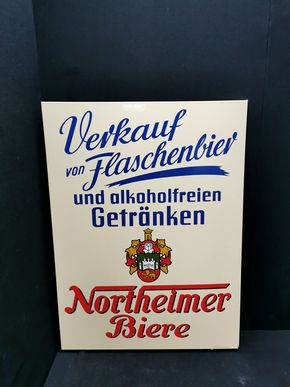 Verkauf
von Flaschenbier
und alkoholfreien
Getränken
Northeimer
Biere